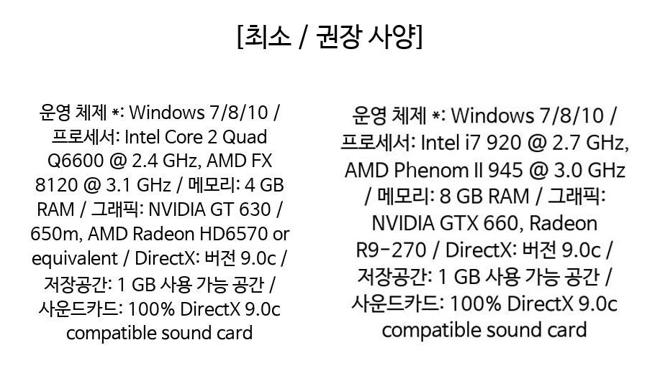 [최소 / 권장 사양]
운영 체제 *: Windows 7/8/10 /
프로세서: Intel Core 2 Quad
Q6600 @ 2.4 GHz, AMD FX
8120 @ 3.1 GHz / 메모리: 4 GB
RAM / 그래픽: NVIDIA GT 630 /
650m, AMD Radeon HD6570 or
equivalent / DirectX: 버전 9.0c /
저장공간: 1 GB 사용 가능 공간 /
사운드카드: 100% DirectX 9.0c
compatible sound card
운영 체제 *: Windows 7/8/10 /
프로세서: Intel i7 920 @ 2.7 GHz,
AMD Phenom II 945 @ 3.0 GHz
/ 메모리: 8 GB RAM / 그래픽:
NVIDIA GTX 660, Radeon
R9-270 / DirectX: 버전 9.0c /
저장공간: 1 GB 사용 가능 공간 /
사운드카드: 100% DirectX 9.0c
compatible sound card